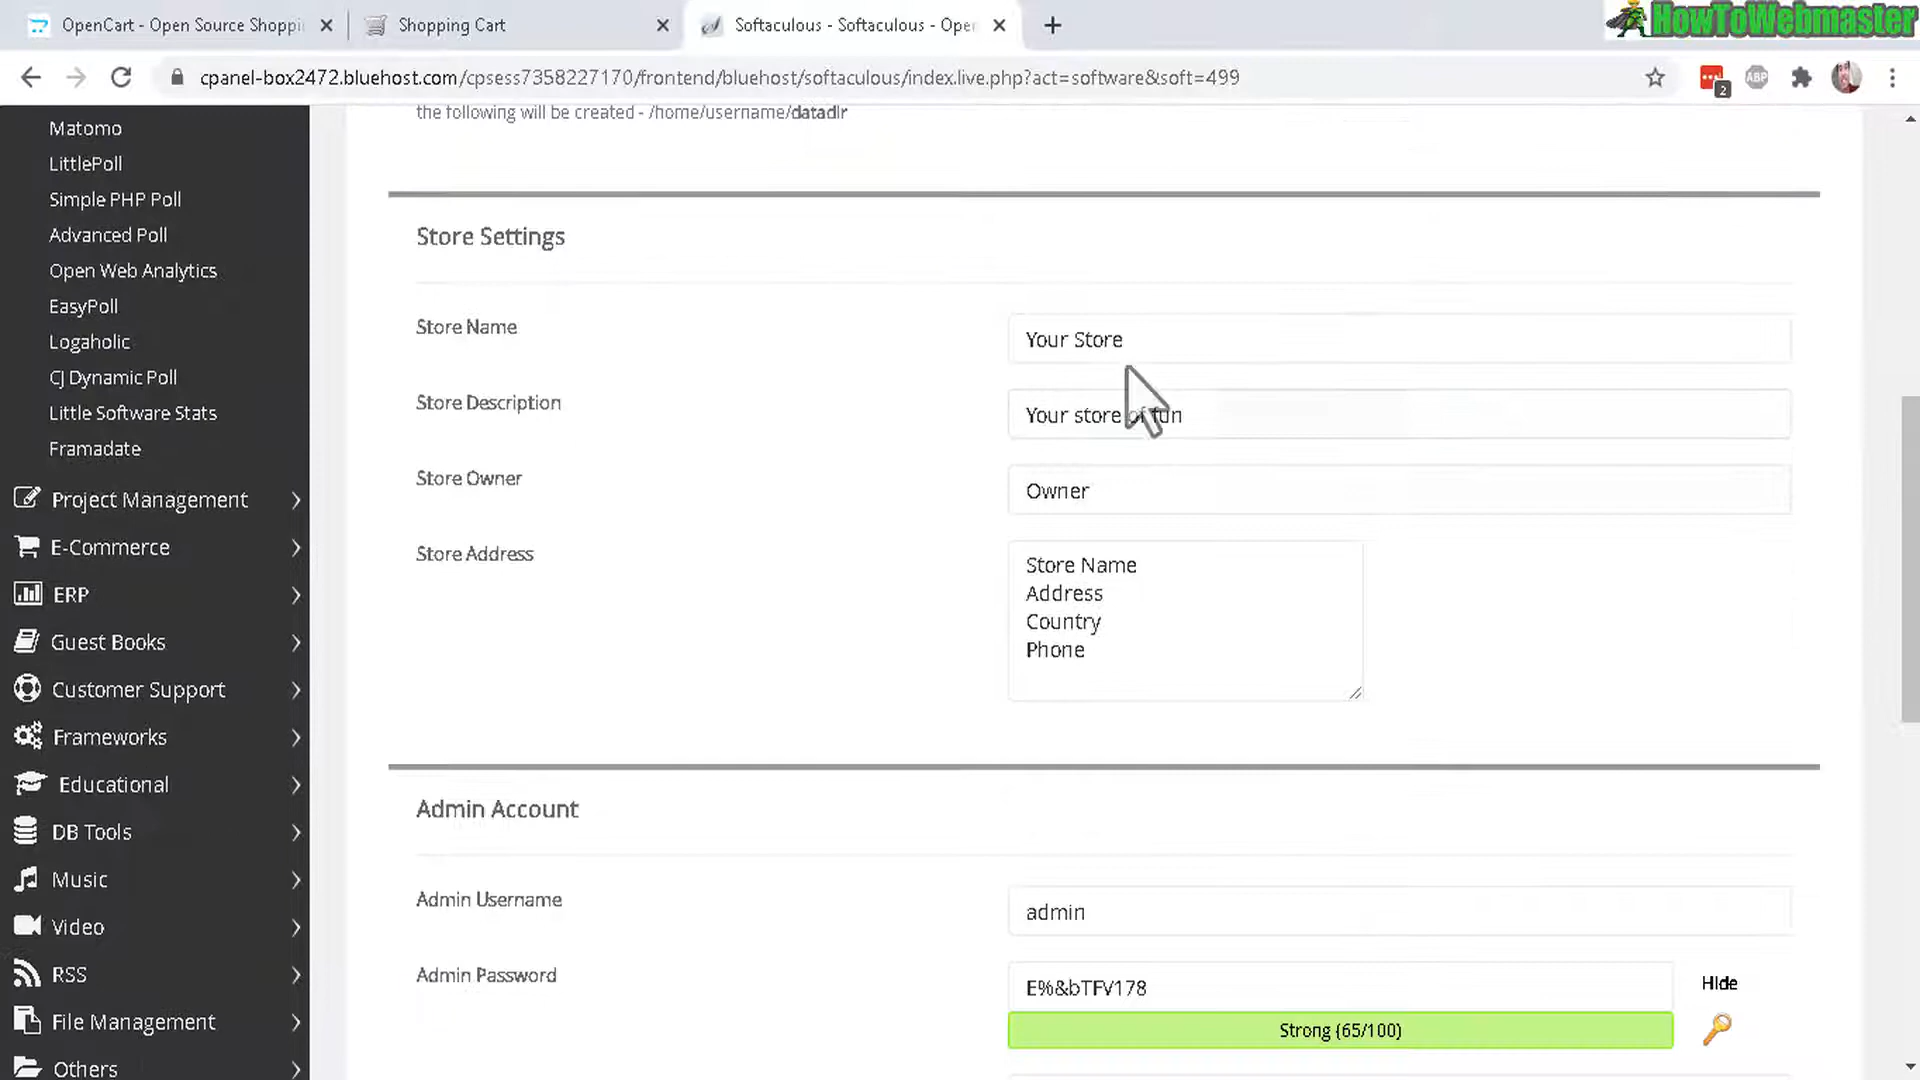 OpenCart - Open Source Shoppi
Shopping Cart
Softaculous - Softaculous - Open
HowToWebmaster
cpanel-box2472.bluehost.com/cpsess7358227170/frontend/bluehost/softaculous/index.live.php?act=software&soft=499
ABP
2
the following will be created - /home/username/datadir
Matomo
LittlePoll
Simple PHP Poll
Advanced Poll
Open Web Analytics
EasyPoll
Logaholic
CJ Dynamic Poll
Little Software Stats
Framadate
Project Management
E-Commerce
ERP
Guest Books
Customer Support
Frameworks
Educational
DB Tools
Music
Video
RSS
File Management
Others
Store Settings
Store Name
Your Store
Store Description
Your store of fun
Store Owner
Owner
Store Address
Store Name
Address
Country
Phone
Admin Account
Admin Username
admin
Admin Password
E%&bTFV178
Hide
Strong (65/100)